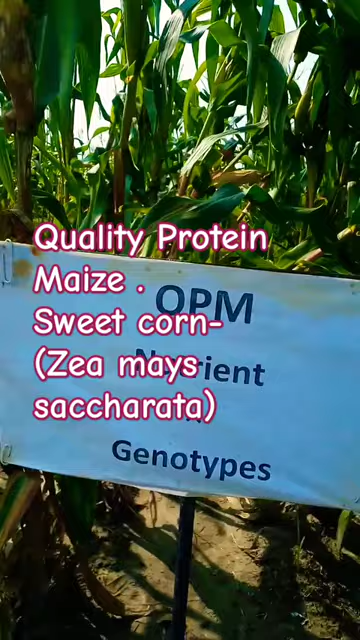 Quality Protein
Maize .
Sweet corn-
(Zea mays
saccharata)
QPM
Genotypes